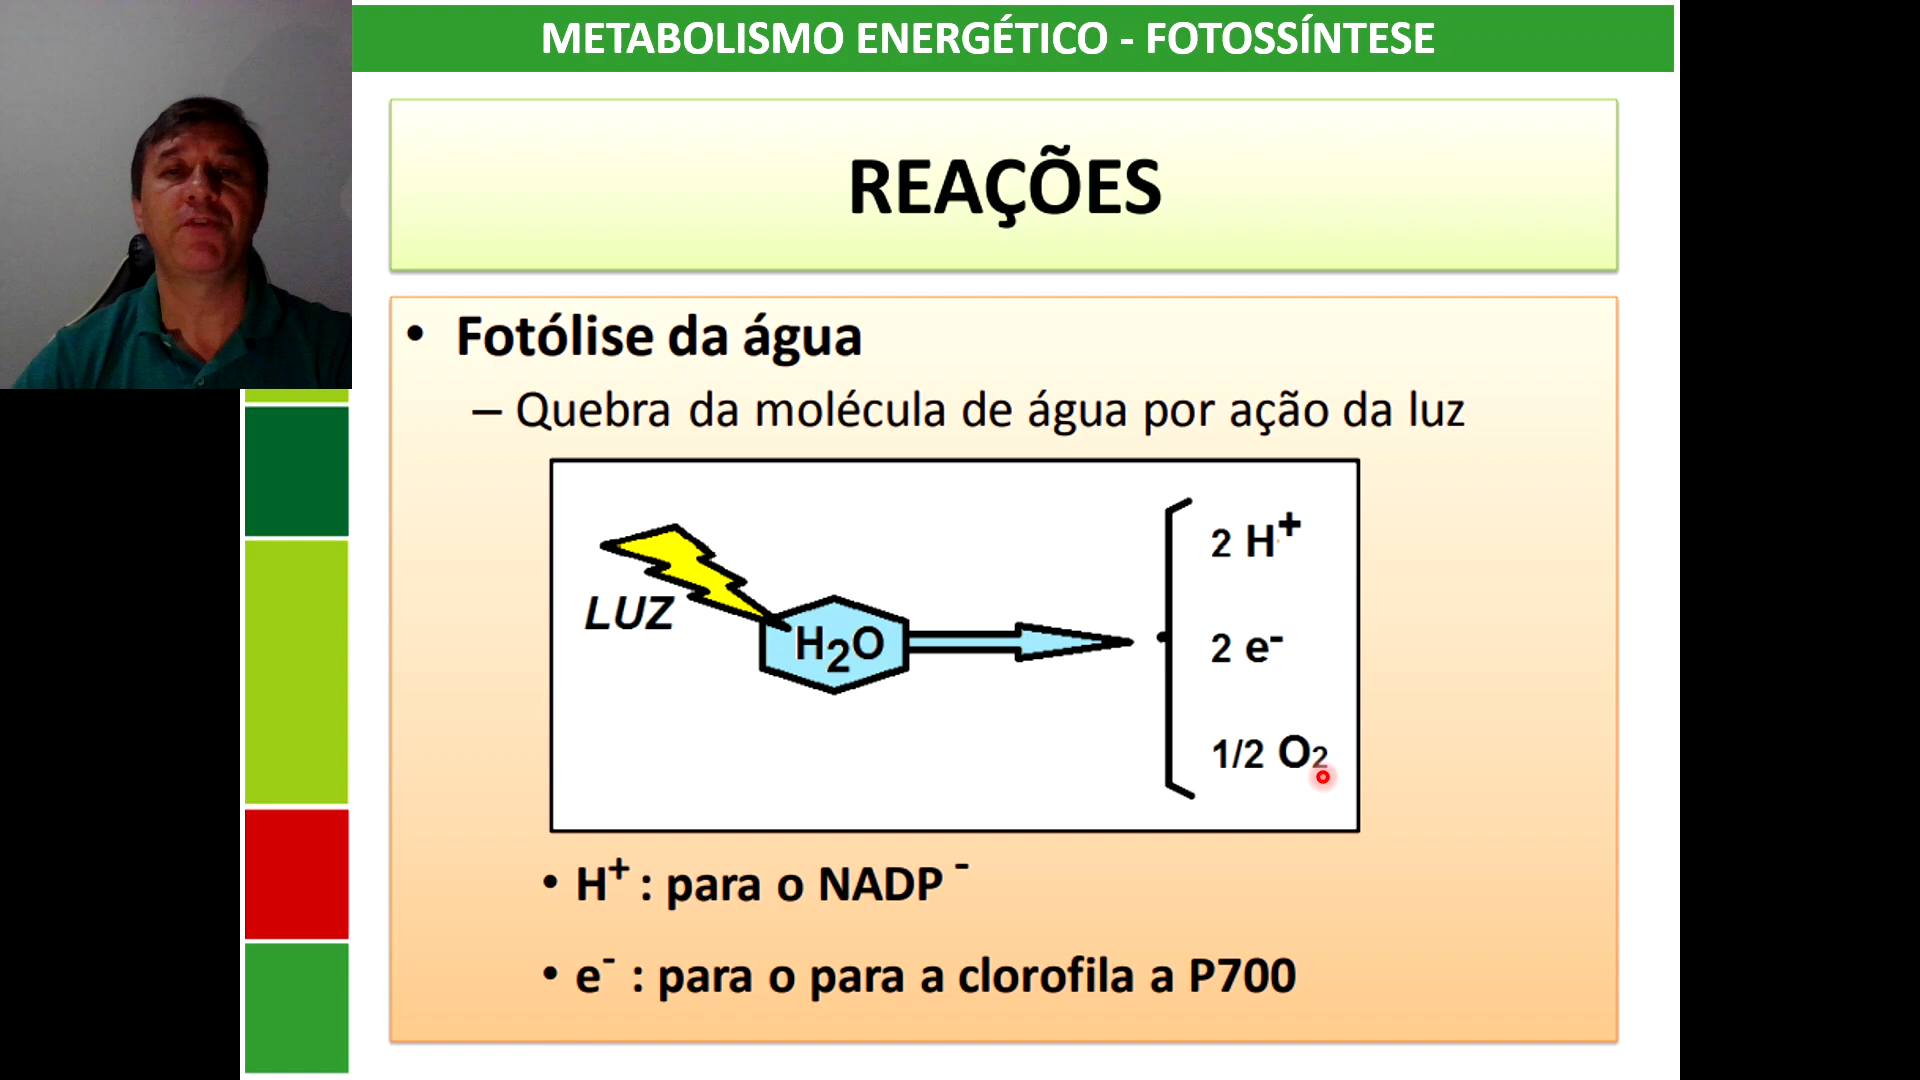 METABOLISMO ENERGÉTICO - FOTOSSÍNTESE
REAÇÕES
• Fotólise da água
– Quebra da molécula de água por ação da luz
LUZ
H₂O
2 H⁺
2 e⁻
1/2 O₂
• H⁺ : para o NADP ⁻
• e⁻ : para o para a clorofila a P700